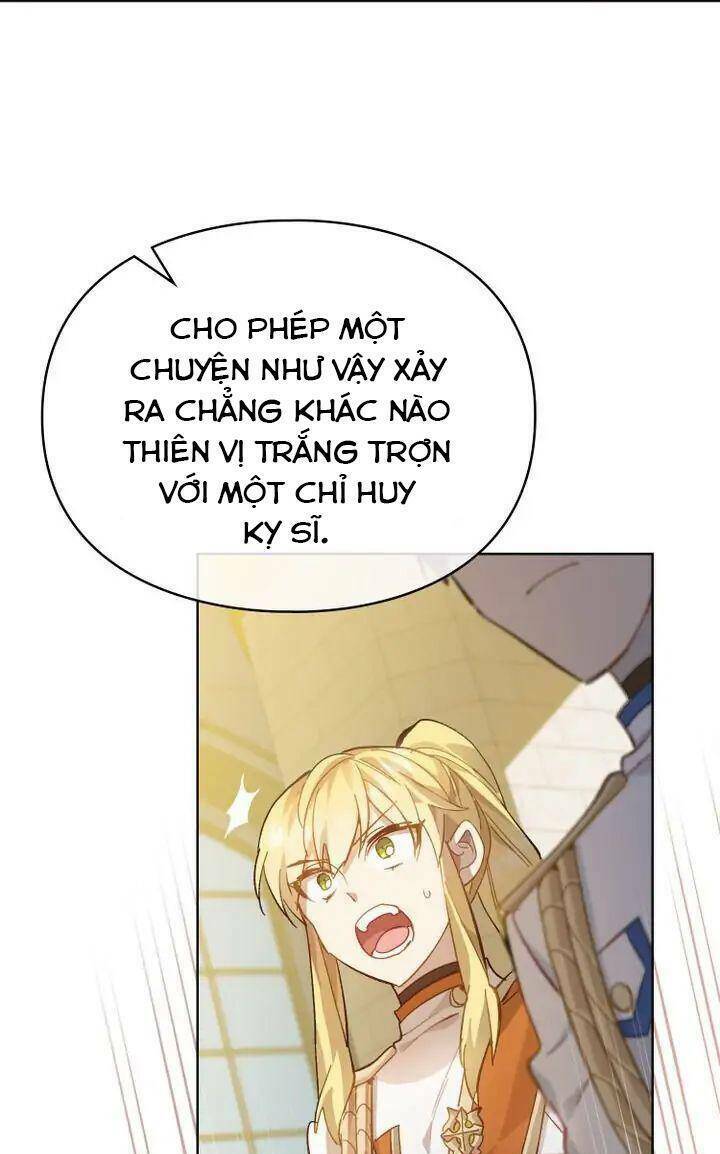 CHO PHÉP MỘT
CHUYỆN NHƯ VẬY XẢY
RA CHẲNG KHÁC NÀO
THIÊN VỊ TRẮNG TRỢN
VỚI MỘT CHỈ HUY
KỴ SĨ.